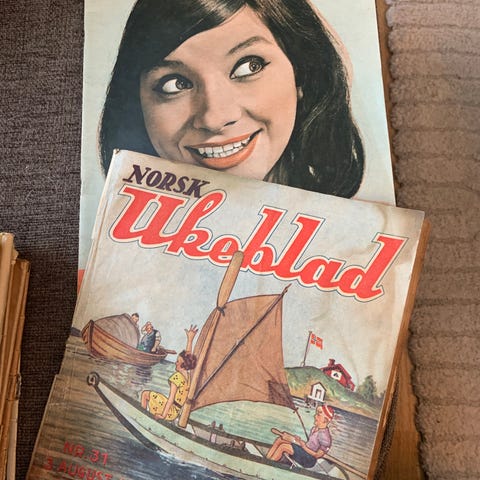 NORSK
Ukeblad
NR. 31
3. AUGUST